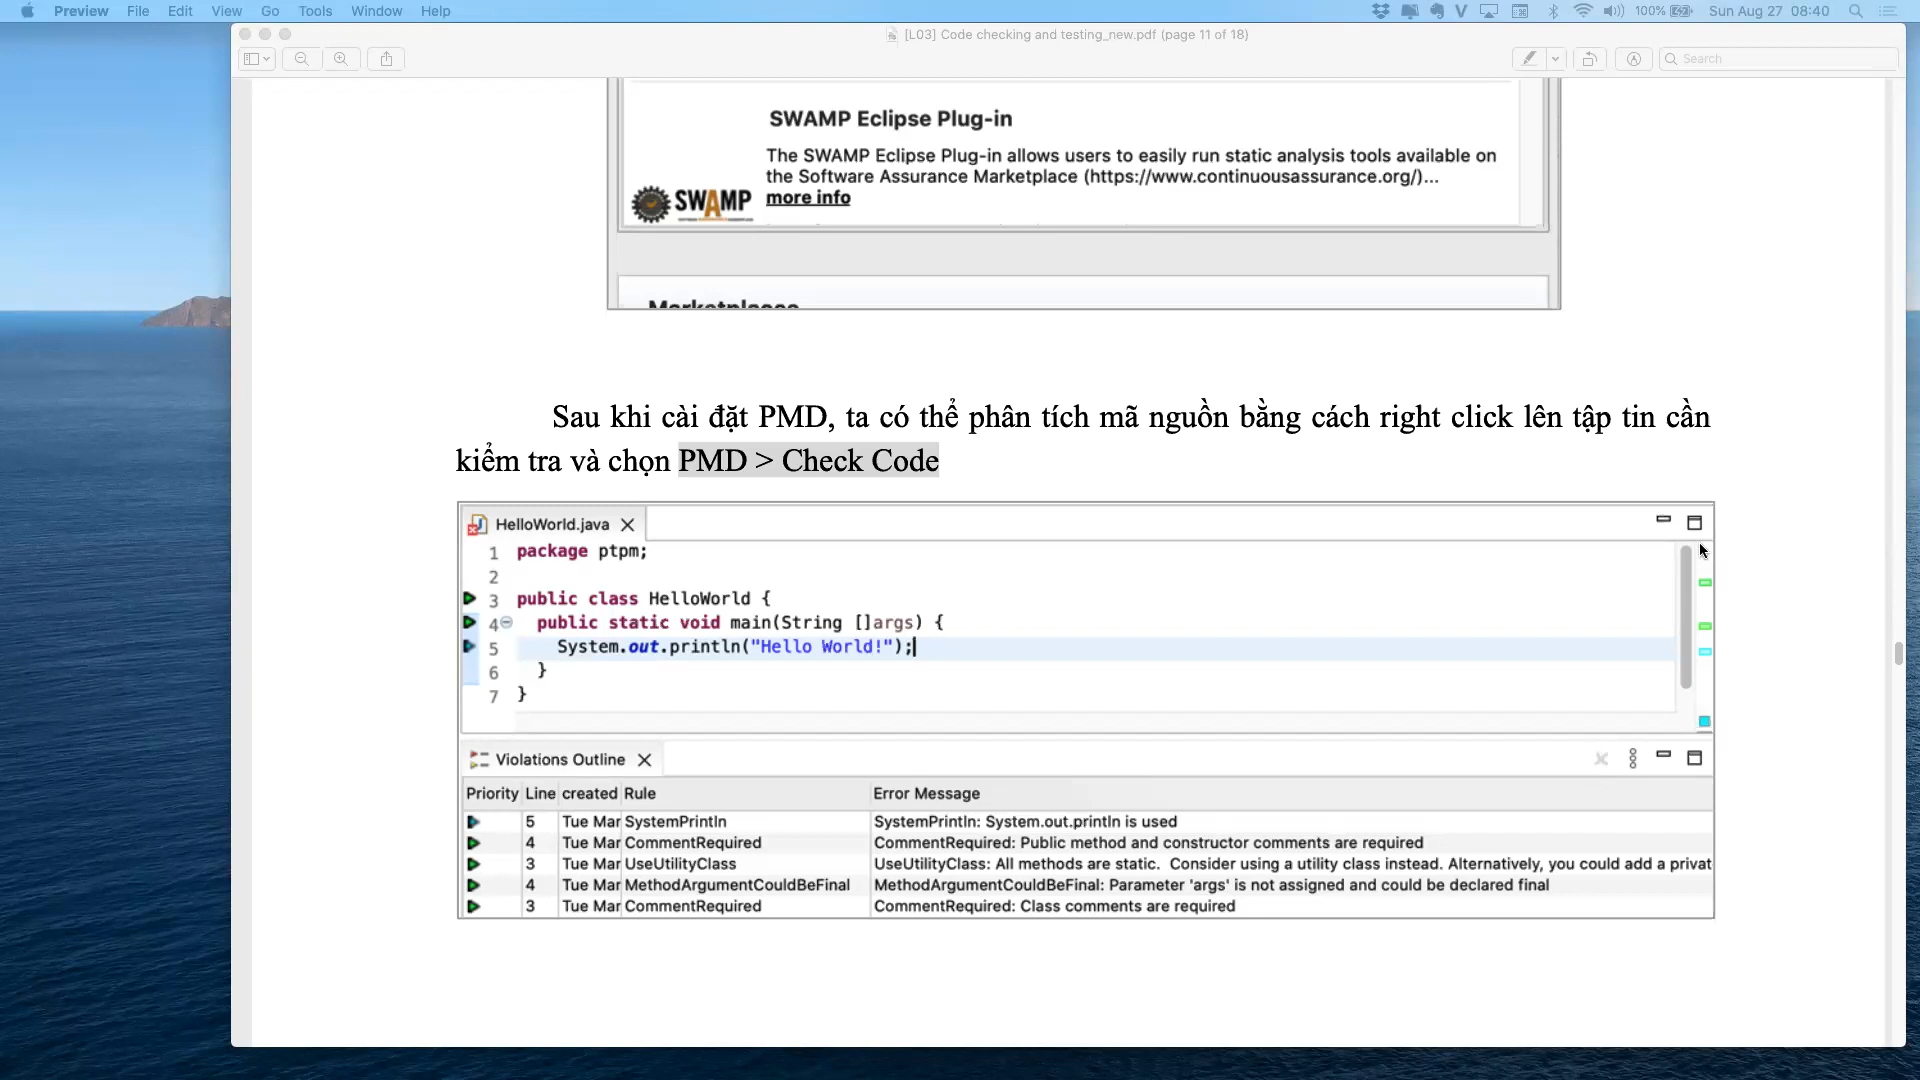 Preview File Edit View Go Tools Window Help 100% Sun Aug 27 08:40
[L03] Code checking and testing_new.pdf (page 11 of 18)
Search
SWAMP Eclipse Plug-in
The SWAMP Eclipse Plug-in allows users to easily run static analysis tools available on
the Software Assurance Marketplace (https://www.continuousassurance.org/)...
SWAMP more info
Marketplaces
Sau khi cài đặt PMD, ta có thể phân tích mã nguồn bằng cách right click lên tập tin cần
kiểm tra và chọn PMD > Check Code
HelloWorld.java
1 package ptpm;
2
3 public class HelloWorld {
4 public static void main(String []args) {
5 System.out.println("Hello World!");
6 }
7 }
Violations Outline
Priority Line created Rule Error Message
5 Tue Mar SystemPrintln SystemPrintln: System.out.println is used
4 Tue Mar CommentRequired CommentRequired: Public method and constructor comments are required
3 Tue Mar UseUtilityClass UseUtilityClass: All methods are static. Consider using a utility class instead. Alternatively, you could add a privat
4 Tue Mar MethodArgumentCouldBeFinal MethodArgumentCouldBeFinal: Parameter 'args' is not assigned and could be declared final
3 Tue Mar CommentRequired CommentRequired: Class comments are required